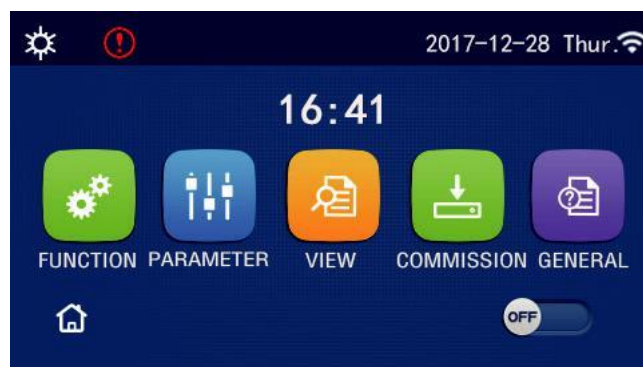 2017-12-28 Thur.
16:41
FUNCTION PARAMETER VIEW COMMISSION GENERAL
OFF